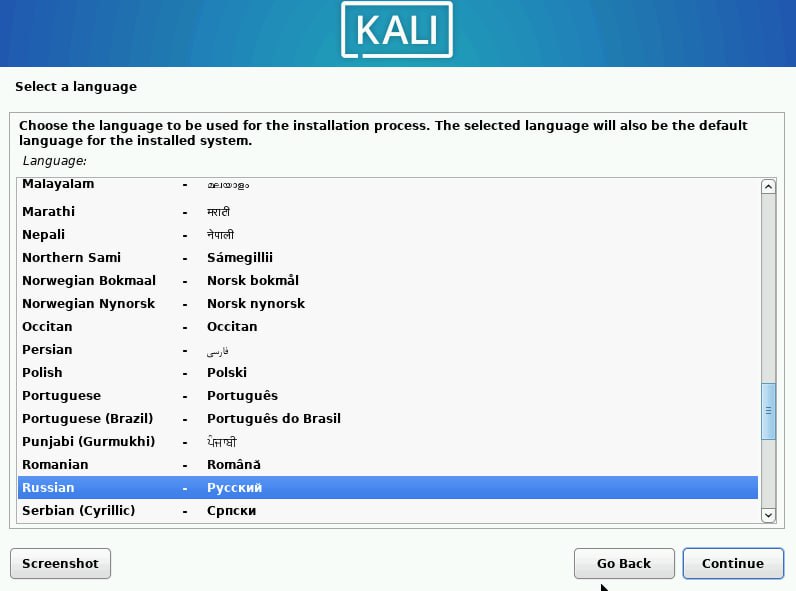 KALI
Select a language
Choose the language to be used for the installation process. The selected language will also be the default
language for the installed system.
Language:
Malayalam - മലയാളം
Marathi - मराठी
Nepali - नेपाली
Northern Sami - Sámegillii
Norwegian Bokmaal - Norsk bokmål
Norwegian Nynorsk - Norsk nynorsk
Occitan - Occitan
Persian - فارسی
Polish - Polski
Portuguese - Português
Portuguese (Brazil) - Português do Brasil
Punjabi (Gurmukhi) - ਪੰਜਾਬੀ
Romanian - Română
Russian - Русский
Serbian (Cyrillic) - Српски
Screenshot Go Back Continue